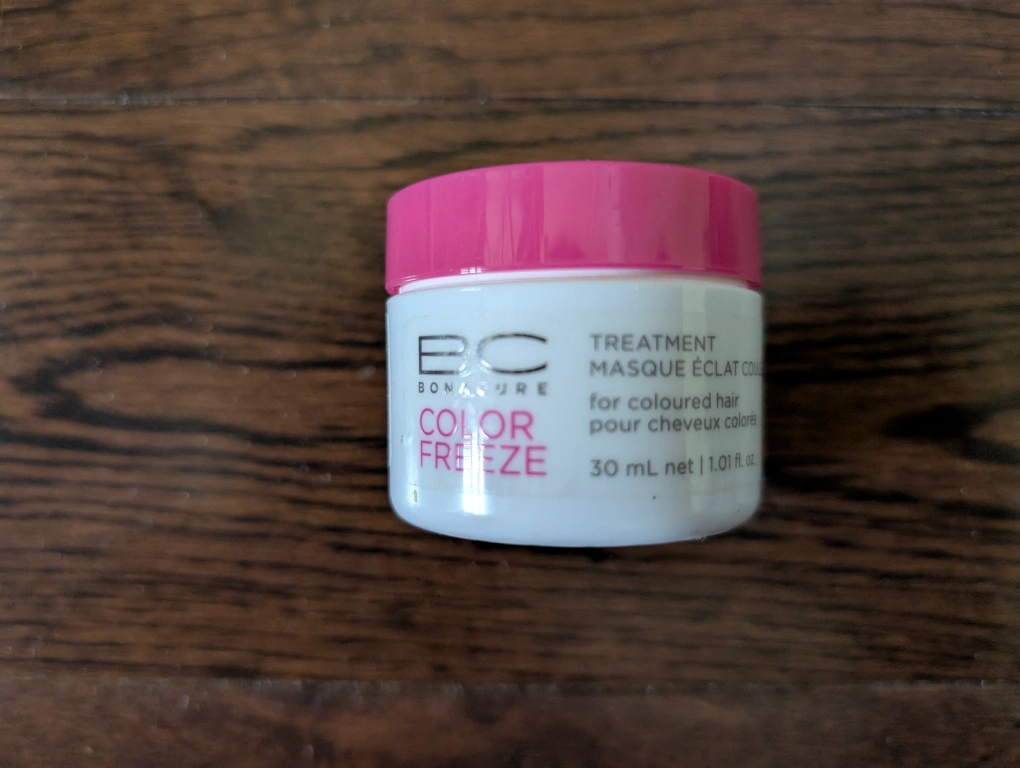 BC
BONACURE
COLOR
FREEZE
TREATMENT
MASQUE ÉCLAT
for coloured hair
pour cheveux colorés
30 mL net | 1.01 fl. oz.